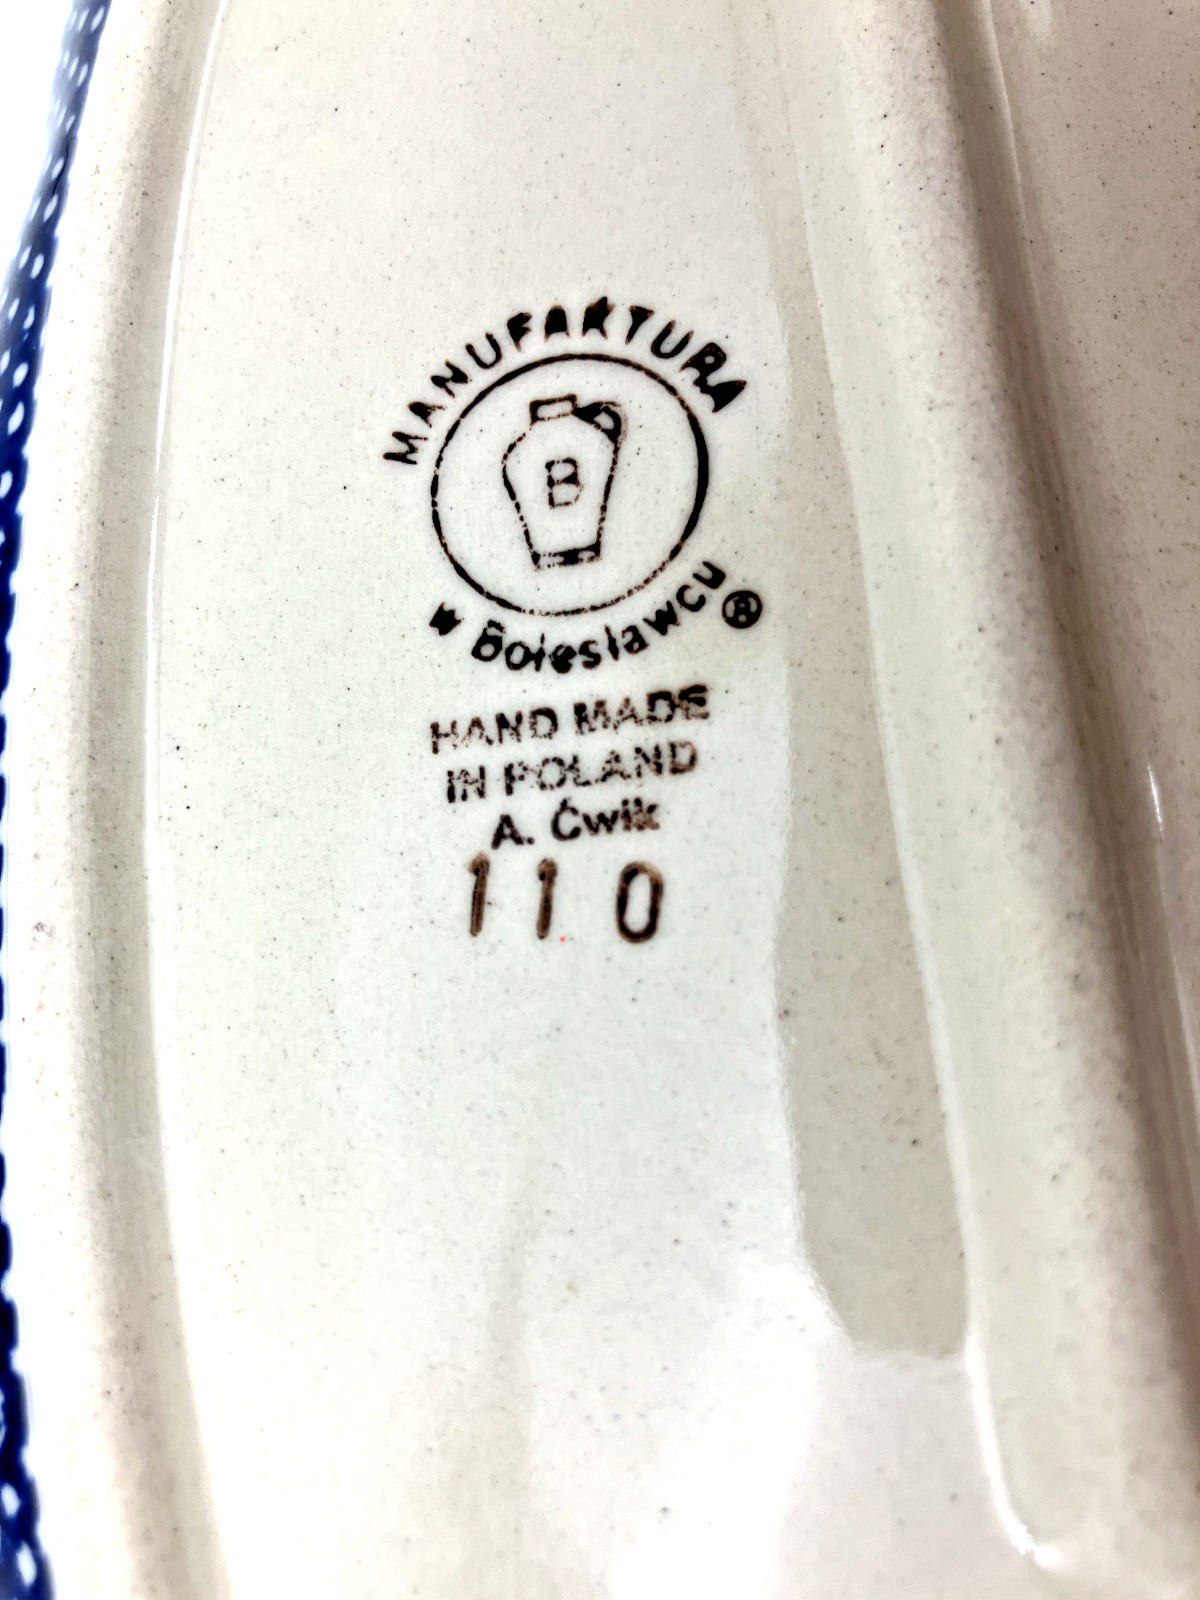 MANUFAKTURA
B
w Bolesławcu ®
HAND MADE
IN POLAND
A. Ćwik
110